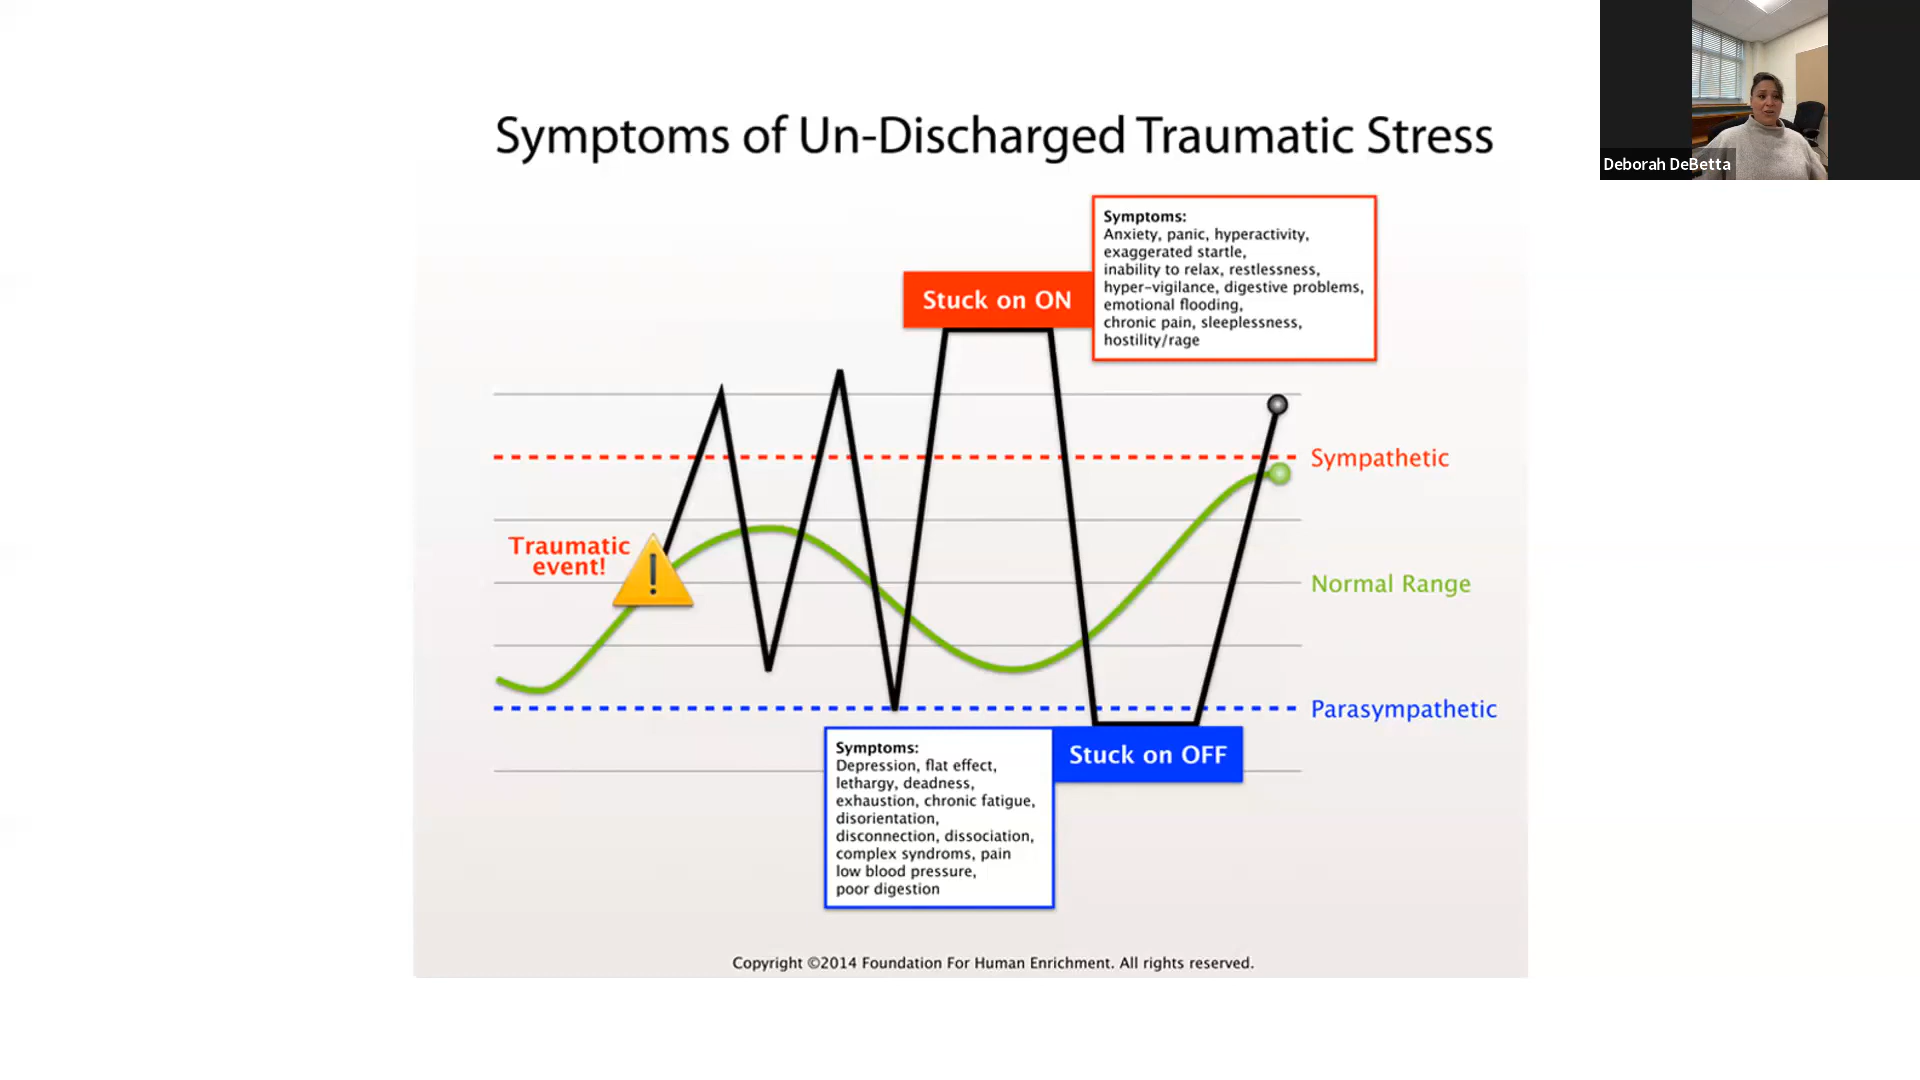 Deborah DeBetta
Symptoms of Un-Discharged Traumatic Stress
Symptoms:
Anxiety, panic, hyperactivity,
exaggerated startle,
inability to relax, restlessness,
hyper-vigilance, digestive problems,
emotional flooding,
chronic pain, sleeplessness,
hostility/rage
Stuck on ON
Sympathetic
Traumatic
event!
!
Normal Range
Parasympathetic
Stuck on OFF
Symptoms:
Depression, flat effect,
lethargy, deadness,
exhaustion, chronic fatigue,
disorientation,
disconnection, dissociation,
complex syndroms, pain
low blood pressure,
poor digestion
Copyright ©2014 Foundation For Human Enrichment. All rights reserved.